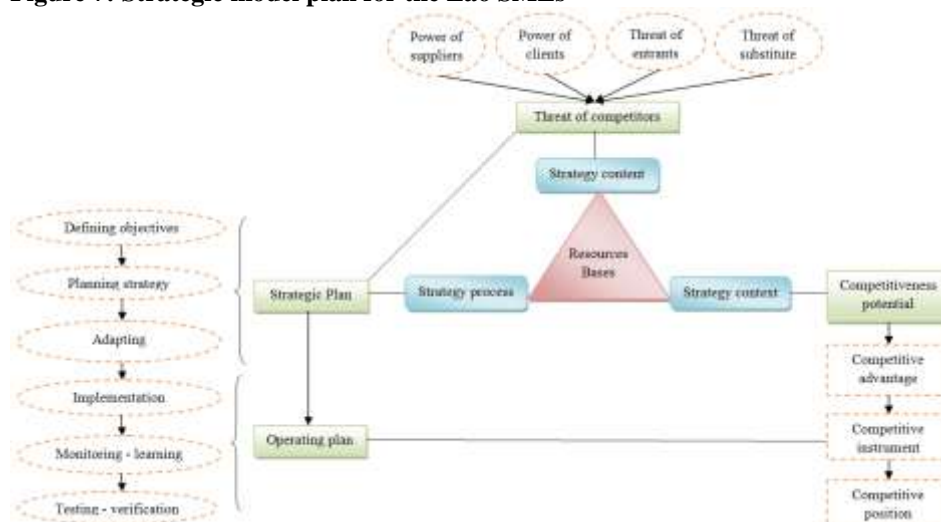 Figure 7: Strategic model plan for the Lao SMEs
Power of
suppliers
Power of
clients
Threat of
entrants
Threat of
substitute
Threat of competitors
Strategy content
Resources
Bases
Strategy process
Strategy context
Defining objectives
Planning strategy
Adapting
Implementation
Monitoring - learning
Testing - verification
Strategic Plan
Operating plan
Competitiveness
potential
Competitive
advantage
Competitive
instrument
Competitive
position